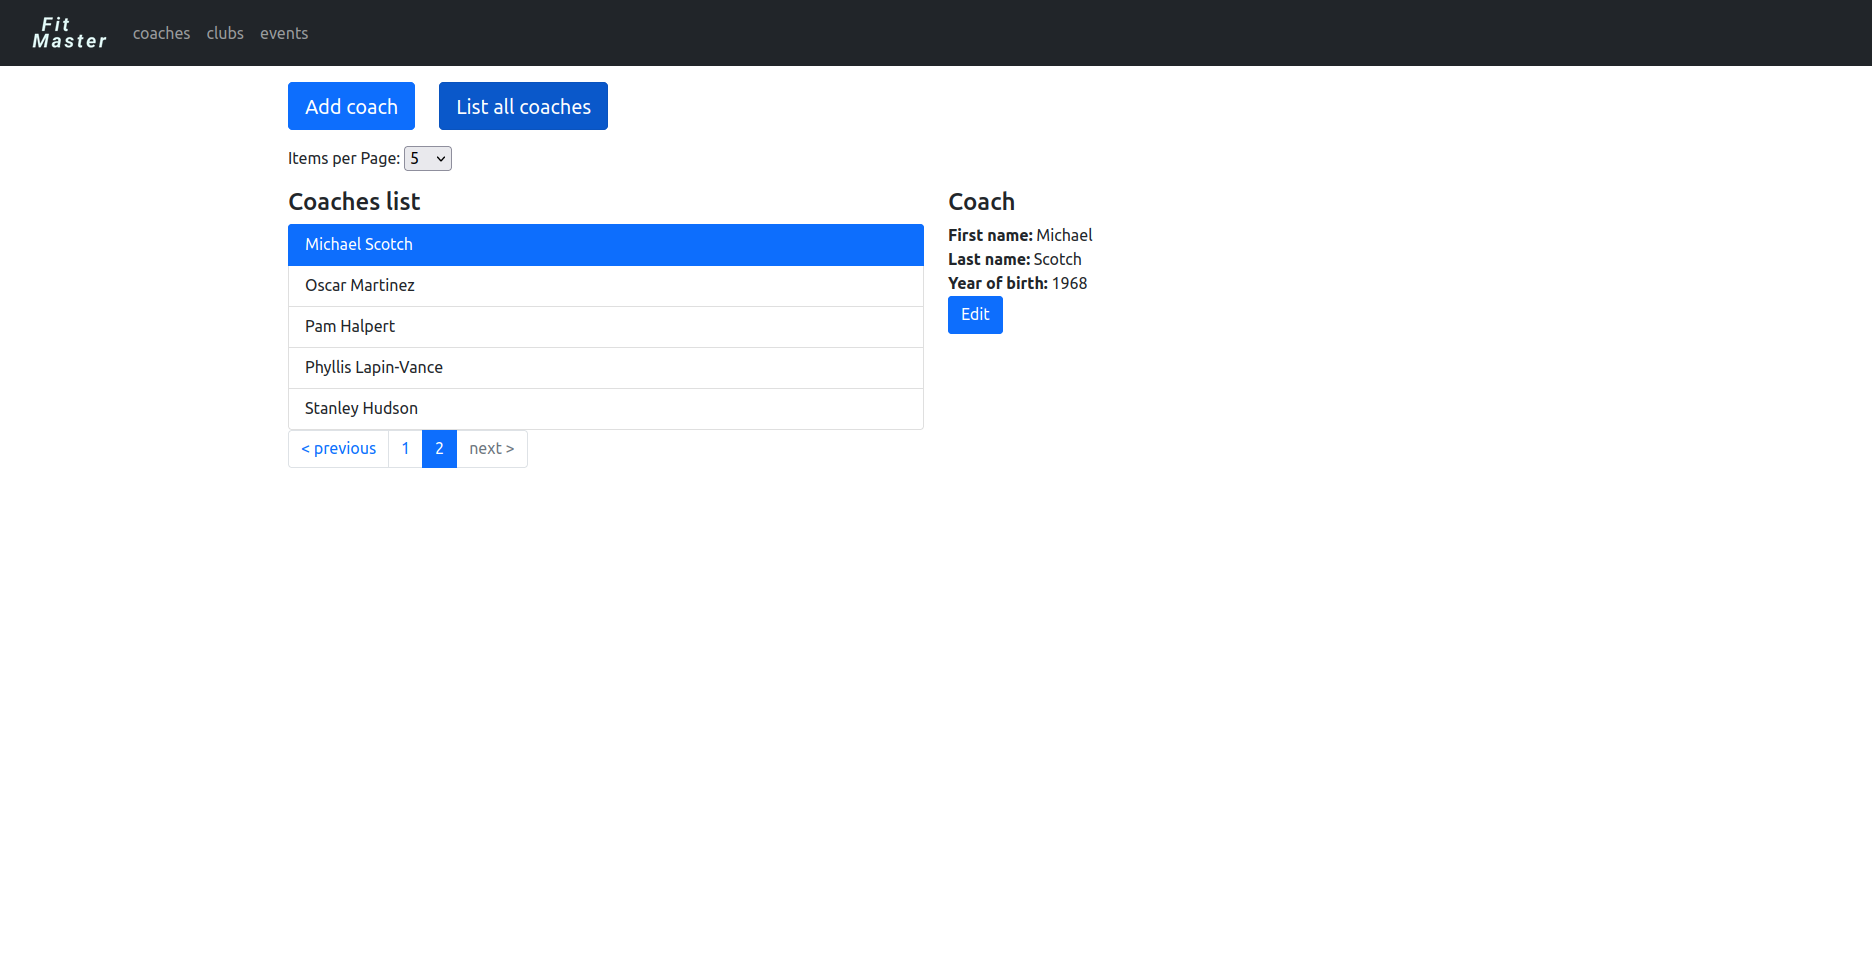 Fit
Master
coaches clubs events
Add coach List all coaches
Items per Page: 5
Coaches list
Michael Scotch
Oscar Martinez
Pam Halpert
Phyllis Lapin-Vance
Stanley Hudson
< previous 1 2 next >
Coach
First name: Michael
Last name: Scotch
Year of birth: 1968
Edit